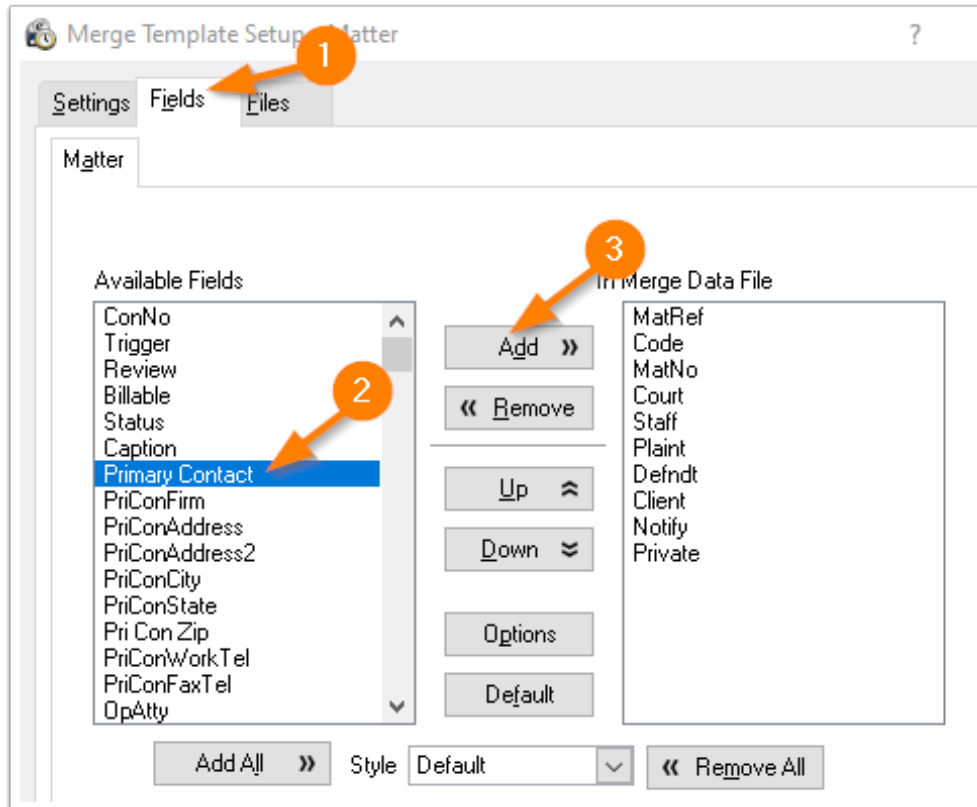 Merge Template Setup Matter ?
1
Settings Fields Files
Matter
3
Available Fields In Merge Data File
ConNo
Trigger
Review
Billable
Status
Caption
Primary Contact
PriConFirm
PriConAddress
PriConAddress2
PriConCity
PriConState
Pri Con Zip
PriConWorkTel
PriConFaxTel
OpAtty
2
Add »
« Remove
Up
Down
Options
Default
MatRef
Code
MatNo
Court
Staff
Plaint
Defndt
Client
Notify
Private
Add All » Style Default « Remove All